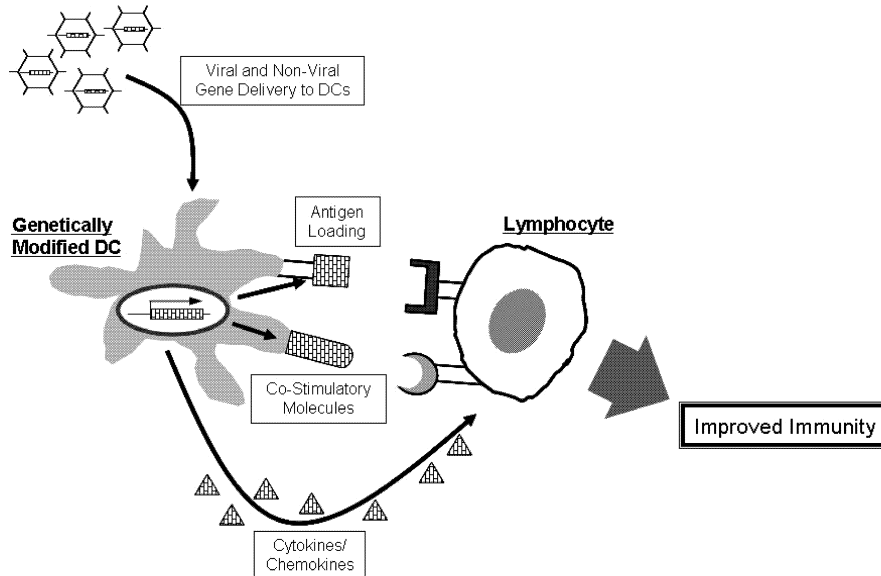 Viral and Non-Viral
Gene Delivery to DCs
Genetically
Modified DC
Antigen
Loading
Lymphocyte
Co-Stimulatory
Molecules
Improved Immunity
Cytokines/
Chemokines